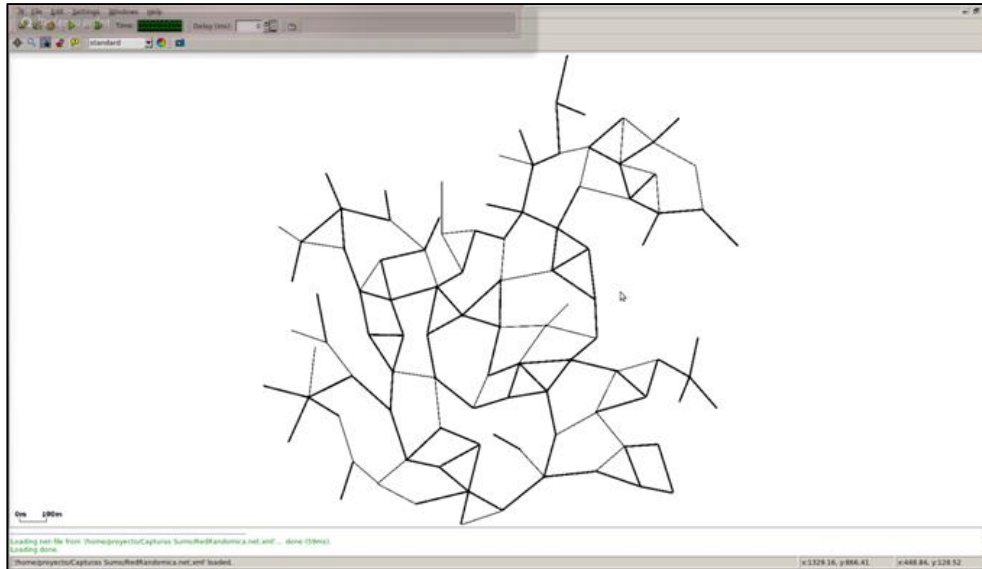 File Edit Settings Windows Help
Time: Delay (ms): 0
standard
0m 100m
Loading net file from '/home/proyecto/Capturas Sumo/RedRandomica.net.xml' ... done (59ms).
Loading done.
'/home/proyecto/Capturas Sumo/RedRandomica.net.xml' loaded.
x:1329.16, y:866.41
x:448.84, y:128.52